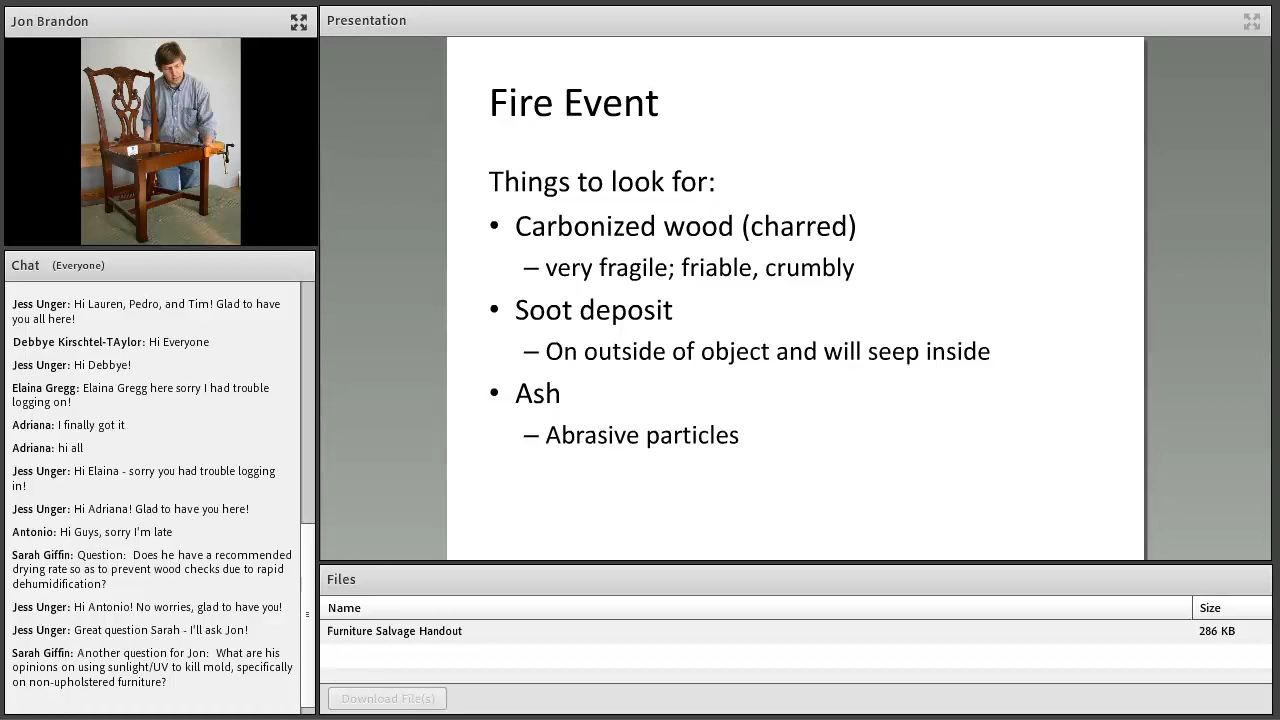 Jon Brandon
Chat (Everyone)
Jess Unger: Hi Lauren, Pedro, and Tim! Glad to have
you all here!
Debbye Kirschtel-TAylor: Hi Everyone
Jess Unger: Hi Debbye!
Elaina Gregg: Elaina Gregg here sorry I had trouble
logging on!
Adriana: I finally got it
Adriana: hi all
Jess Unger: Hi Elaina - sorry you had trouble logging
in!
Jess Unger: Hi Adriana! Glad to have you here!
Antonio: Hi Guys, sorry I'm late
Sarah Giffin: Question:  Does he have a recommended
drying rate so as to prevent wood checks due to rapid
dehumidification?
Jess Unger: Hi Antonio! No worries, glad to have you!
Jess Unger: Great question Sarah - I'll ask Jon!
Sarah Giffin: Another question for Jon:  What are his
opinions on using sunlight/UV to kill mold, specifically
on non-upholstered furniture?
Presentation
Fire Event
Things to look for:
• Carbonized wood (charred)
– very fragile; friable, crumbly
• Soot deposit
– On outside of object and will seep inside
• Ash
– Abrasive particles
Files
Name Size
Furniture Salvage Handout 286 KB
Download File(s)